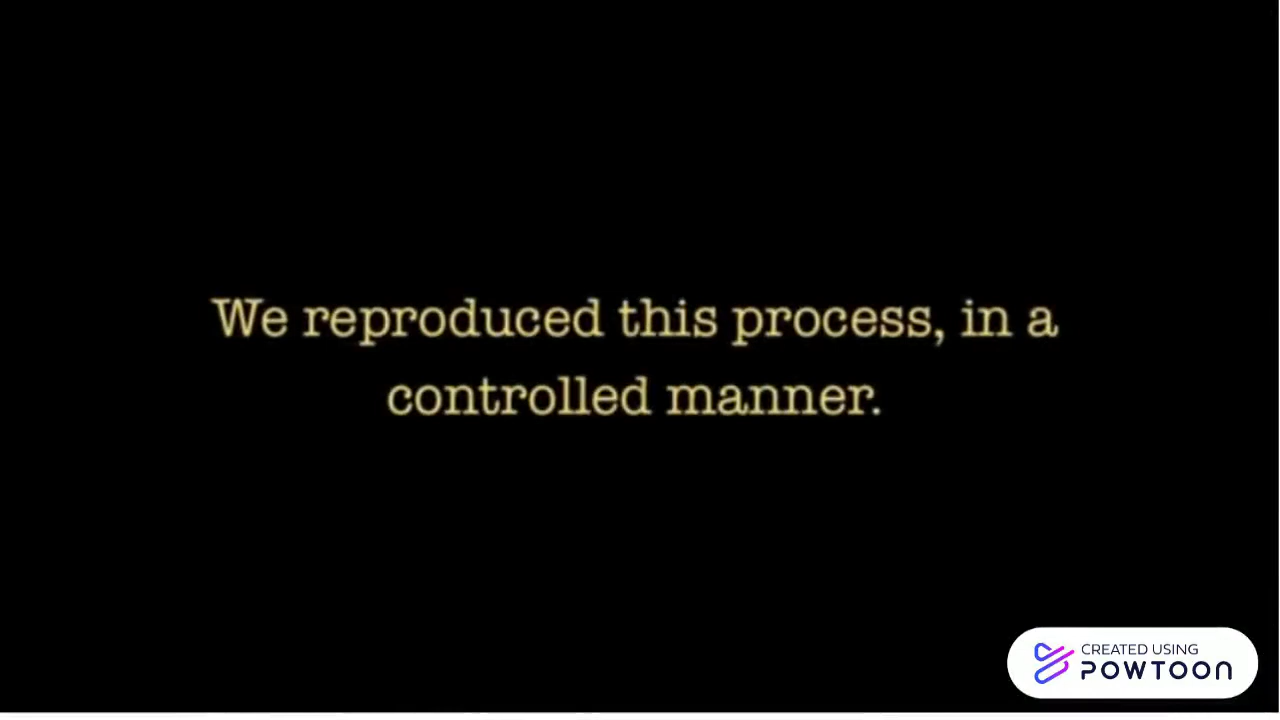 We reproduced this process, in a
controlled manner.
CREATED USING
POWTOON